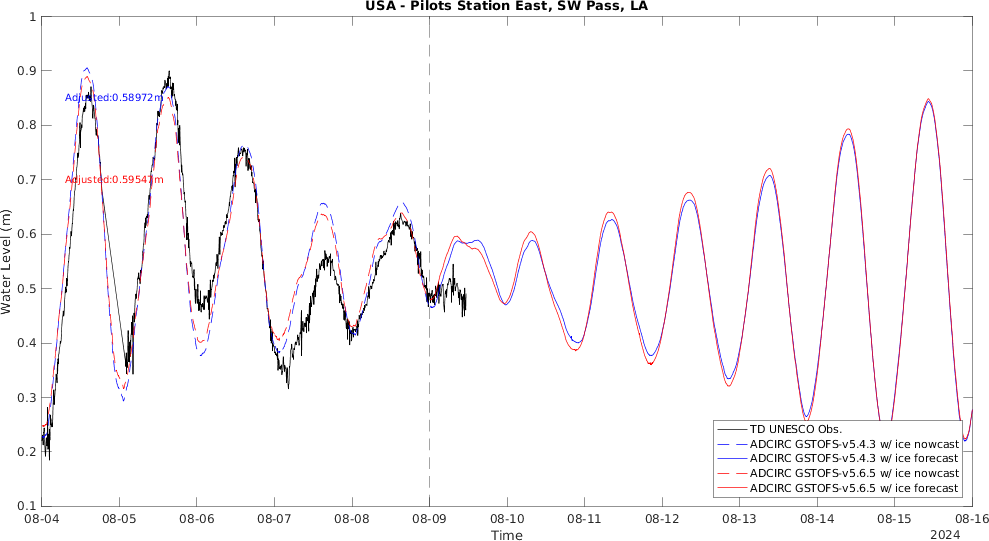 USA - Pilots Station East, SW Pass, LA
1
0.9
0.8
0.7
0.6
0.5
0.4
0.3
0.2
0.1
Water Level (m)
Adjusted:0.58972m
Adjusted:0.59541m
TD UNESCO Obs.
ADCIRC GSTOFS-v5.4.3 w/ ice nowcast
ADCIRC GSTOFS-v5.4.3 w/ ice forecast
ADCIRC GSTOFS-v5.6.5 w/ ice nowcast
ADCIRC GSTOFS-v5.6.5 w/ ice forecast
08-04 08-05 08-06 08-07 08-08 08-09 08-10 08-11 08-12 08-13 08-14 08-15 08-16
Time
2024